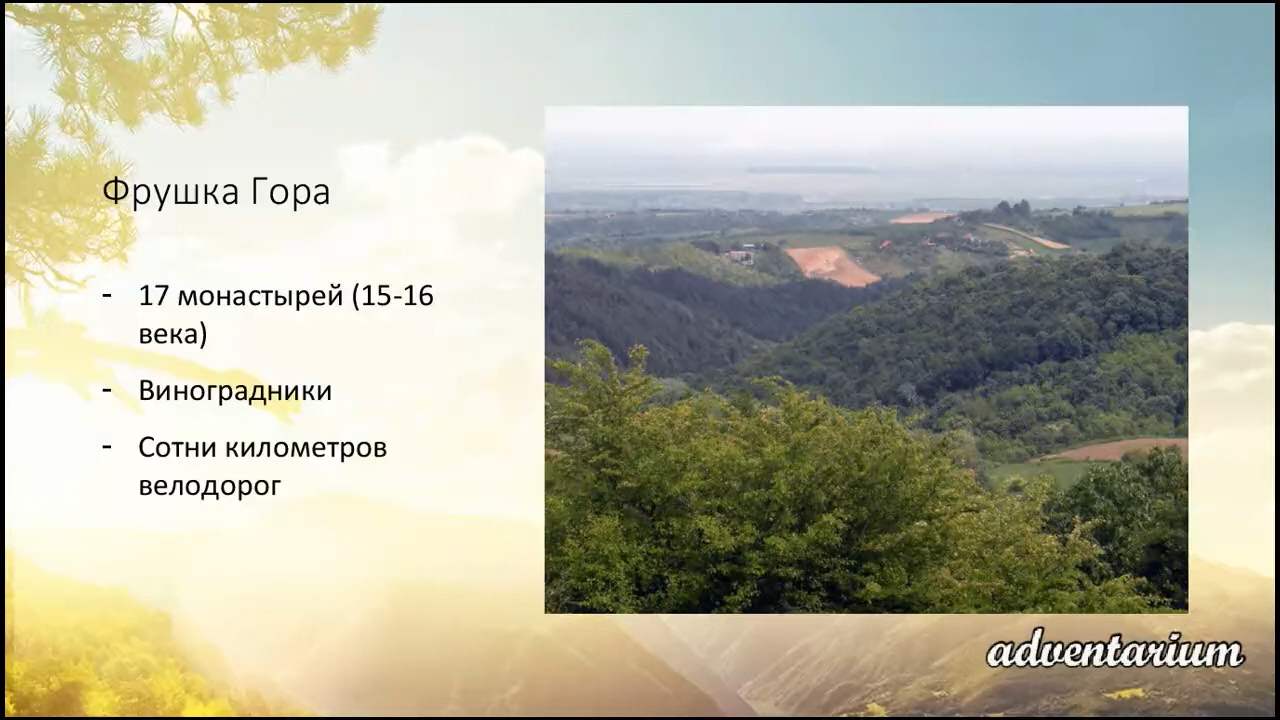 Фрушка Гора
- 17 монастырей (15-16
века)
- Виноградники
- Сотни километров
велодорог
adventarium